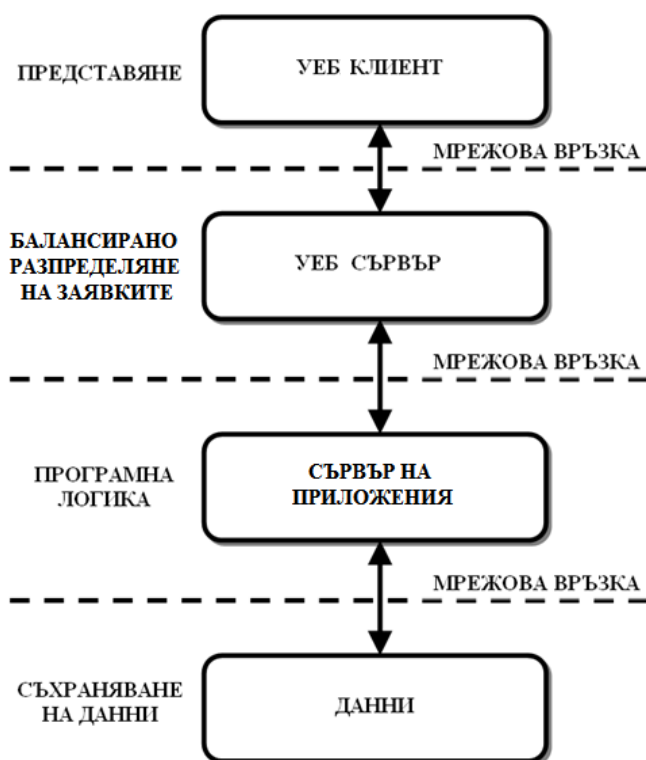 УЕБ КЛИЕНТ
ПРЕДСТАВЯНЕ
МРЕЖОВА ВРЪЗКА
БАЛАНСИРАНО
РАЗПРЕДЕЛЯНЕ
НА ЗАЯВКИТЕ
УЕБ СЪРВЪР
МРЕЖОВА ВРЪЗКА
ПРОГРАМНА
ЛОГИКА
СЪРВЪР НА
ПРИЛОЖЕНИЯ
МРЕЖОВА ВРЪЗКА
СЪХРАНЯВАНЕ
НА ДАННИ
ДАННИ